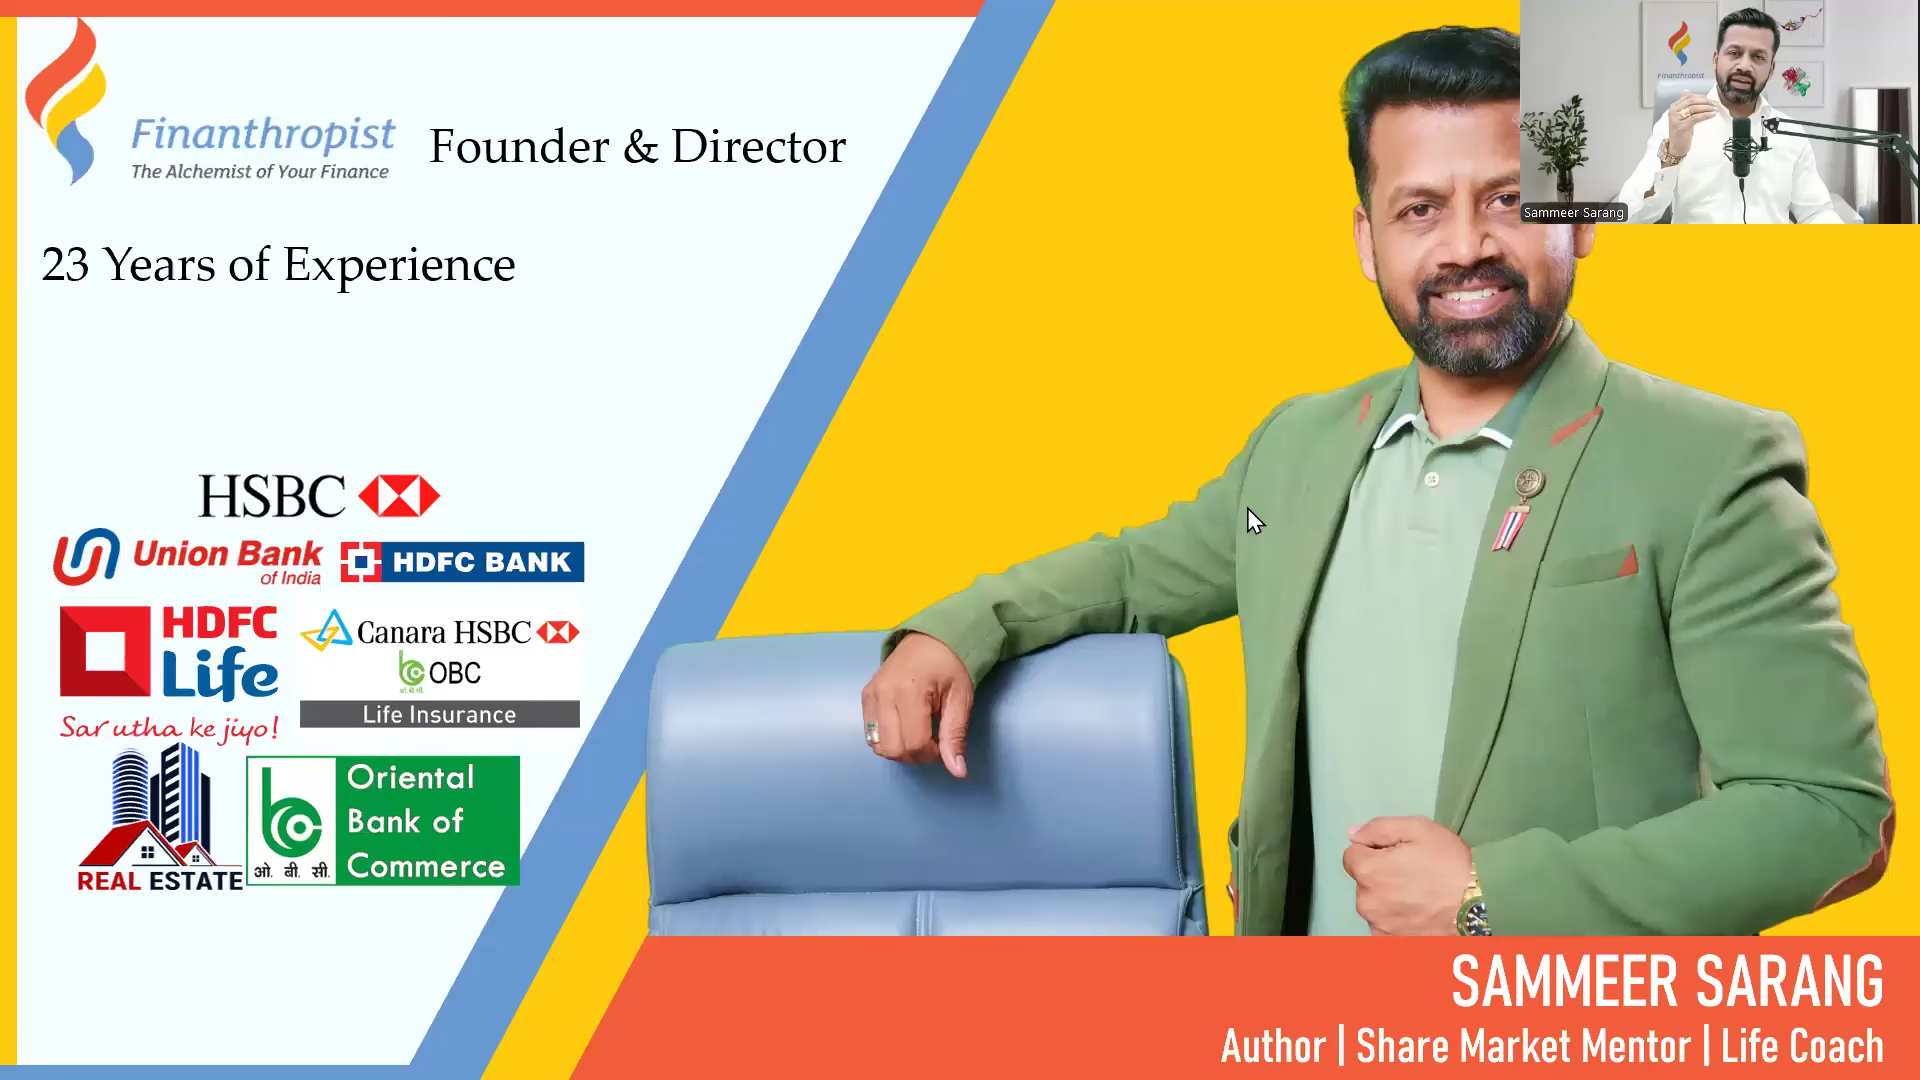 Finanthropist
The Alchemist of Your Finance
Founder & Director
23 Years of Experience
HSBC
Union Bank
of India
HDFC BANK
HDFC
Life
Sar utha ke jiyo!
Canara HSBC
OBC
Life Insurance
REAL ESTATE
ओ. बी. सी.
Oriental
Bank of
Commerce
Finanthropist
Sammeer Sarang
SAMMEER SARANG
Author | Share Market Mentor | Life Coach